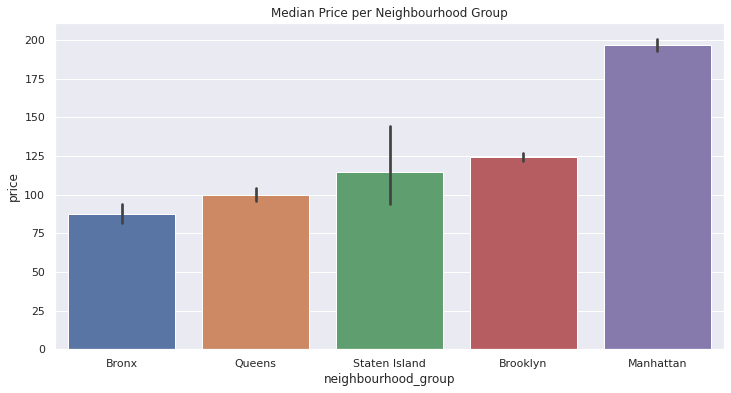 Median Price per Neighbourhood Group
200
175
150
125
100
75
50
25
0
price
Bronx Queens Staten Island Brooklyn Manhattan
neighbourhood_group